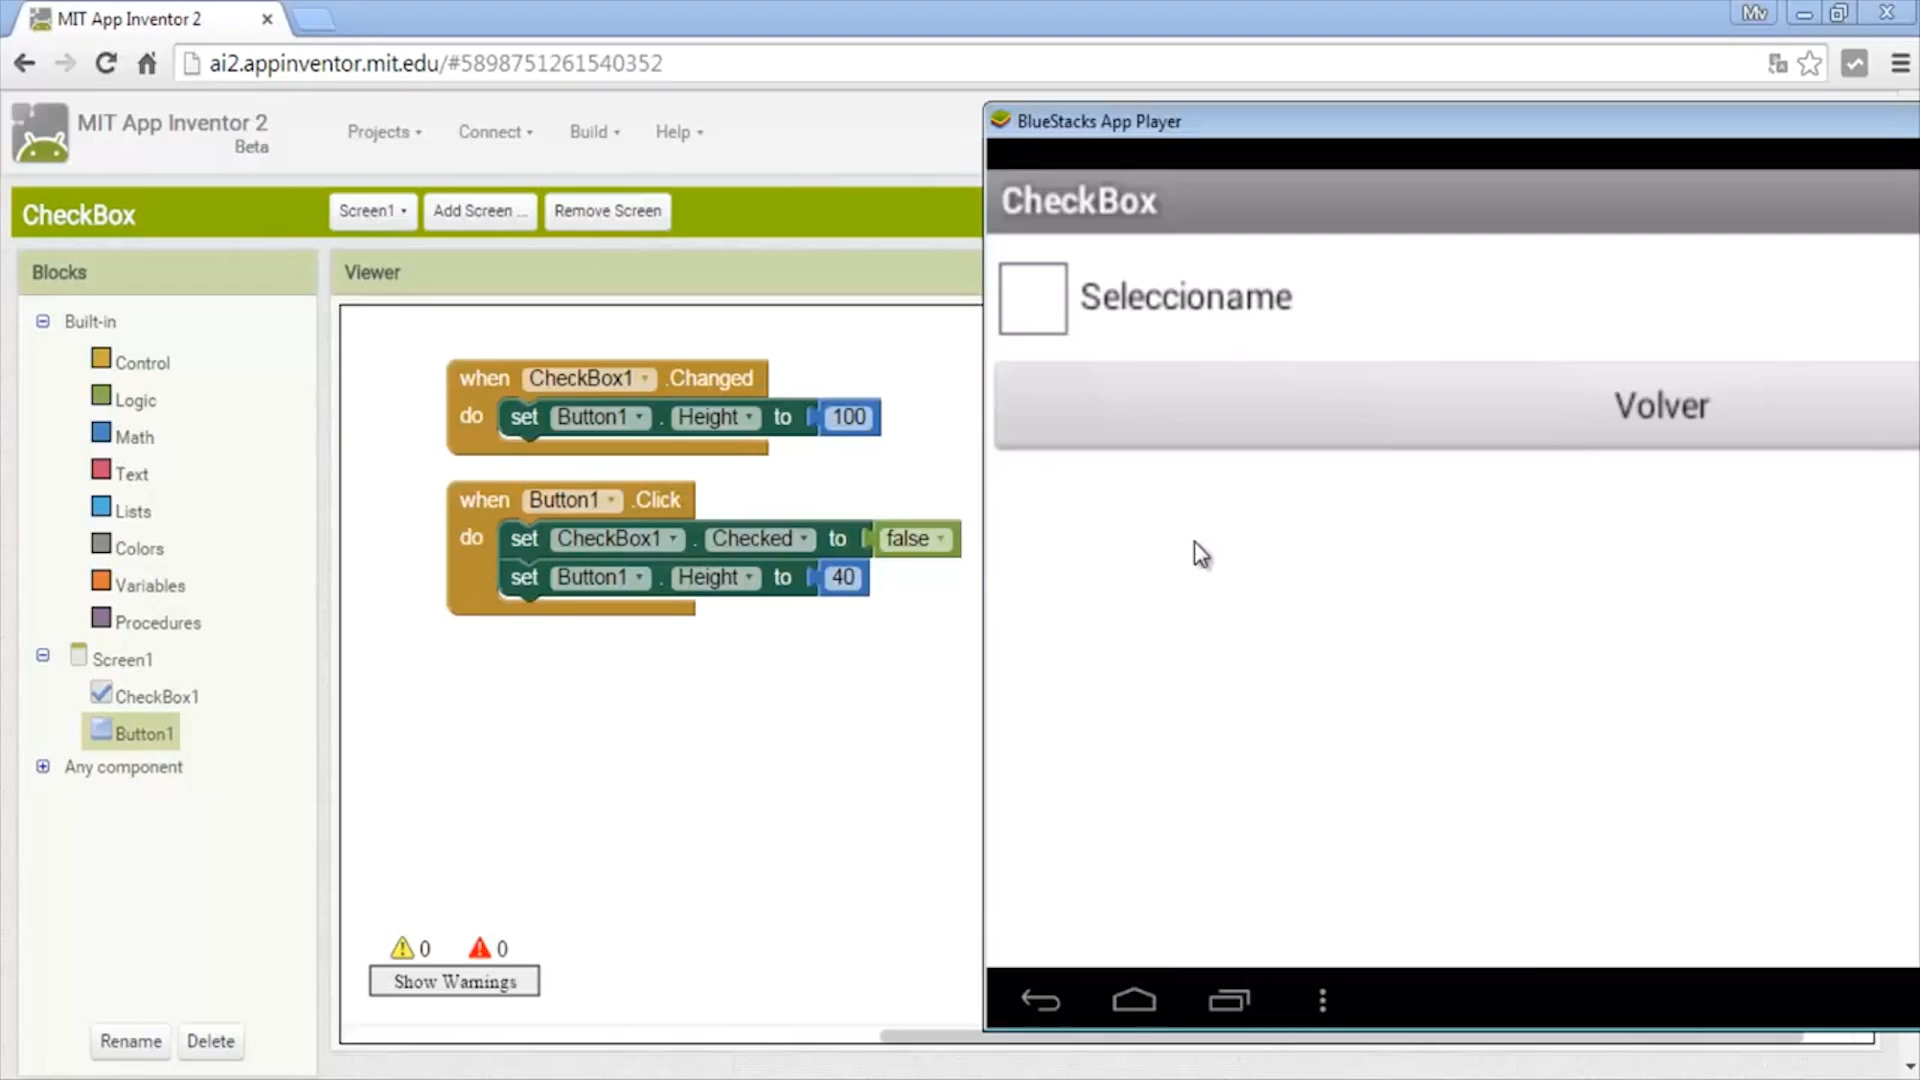 MIT App Inventor 2
Mv
ai2.appinventor.mit.edu/#5898751261540352
MIT App Inventor 2
Beta
Projects
Connect
Build
Help
BlueStacks App Player
CheckBox
Screen1
Add Screen ...
Remove Screen
CheckBox
Blocks
Viewer
Seleccioname
Volver
Built-in
Control
Logic
Math
Text
Lists
Colors
Variables
Procedures
Screen1
CheckBox1
Button1
Any component
when CheckBox1 .Changed
do set Button1 . Height to 100
when Button1 .Click
do set CheckBox1 . Checked to false
set Button1 . Height to 40
0 0
Show Warnings
Rename Delete